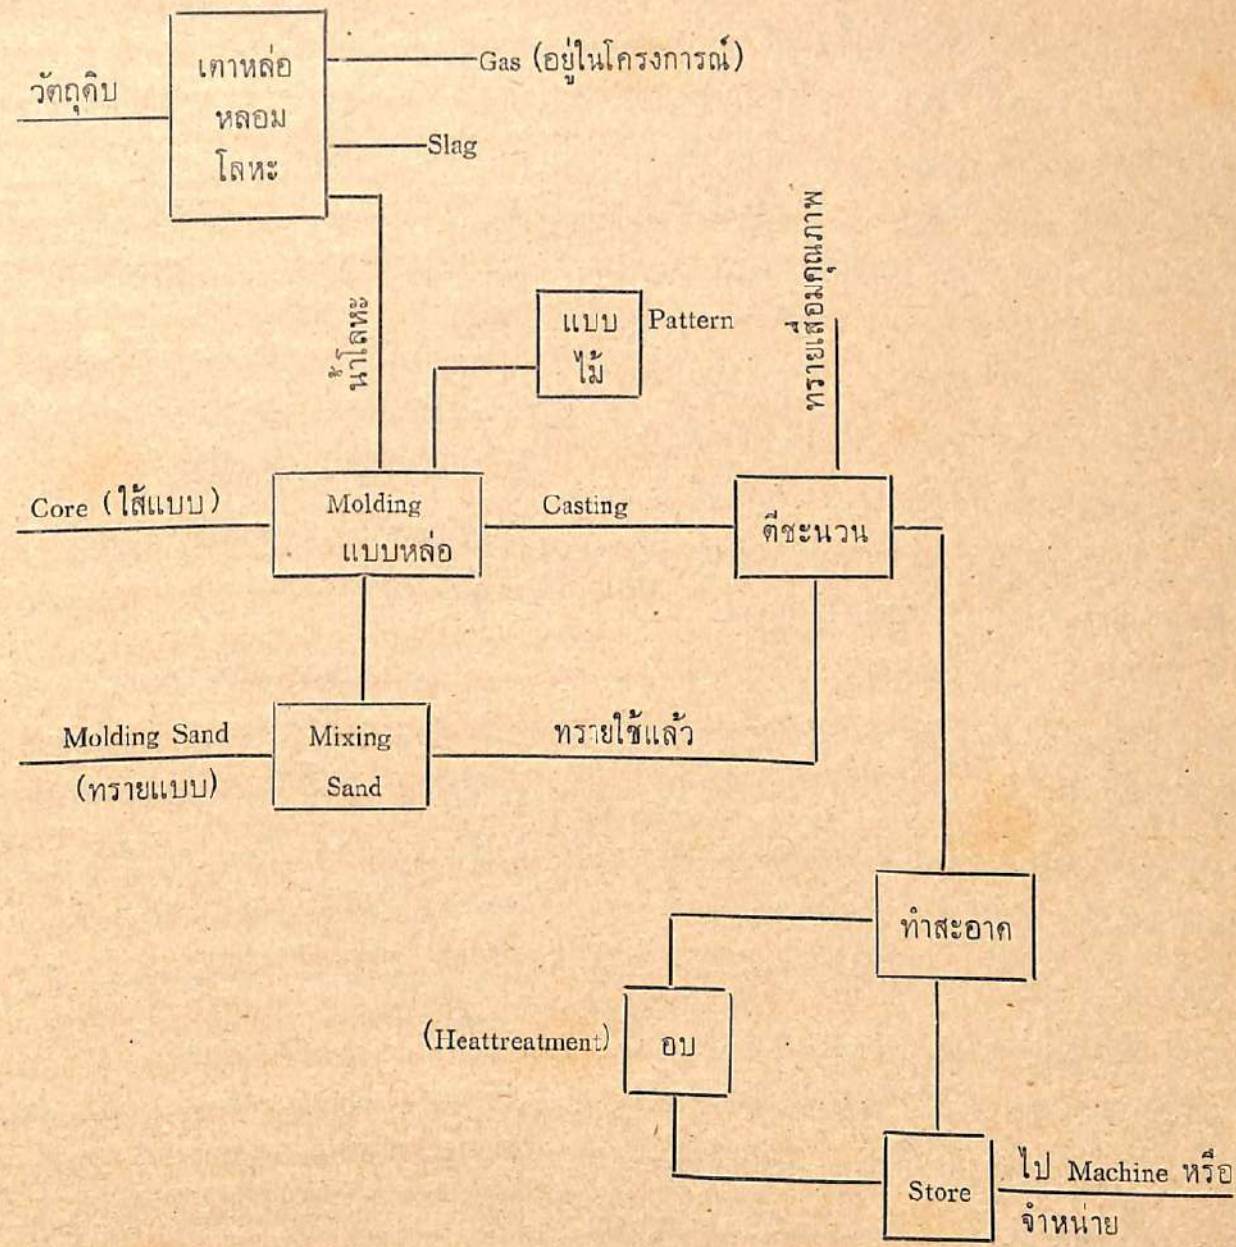 วัตถุดิบ
เตาหล่อ
หลอม
โลหะ
Gas (อยู่ในโครงการณ์)
Slag
น้ำโลหะ
แบบ
ไม้
Pattern
ทรายเสื่อมคุณภาพ
Core (ใส้แบบ)
Molding
แบบหล่อ
Casting
ตีชะนวน
Molding Sand
(ทรายแบบ)
Mixing
Sand
ทรายใช้แล้ว
ทำสะอาด
(Heattreatment)
อบ
Store
ไป Machine หรือ
จำหน่าย